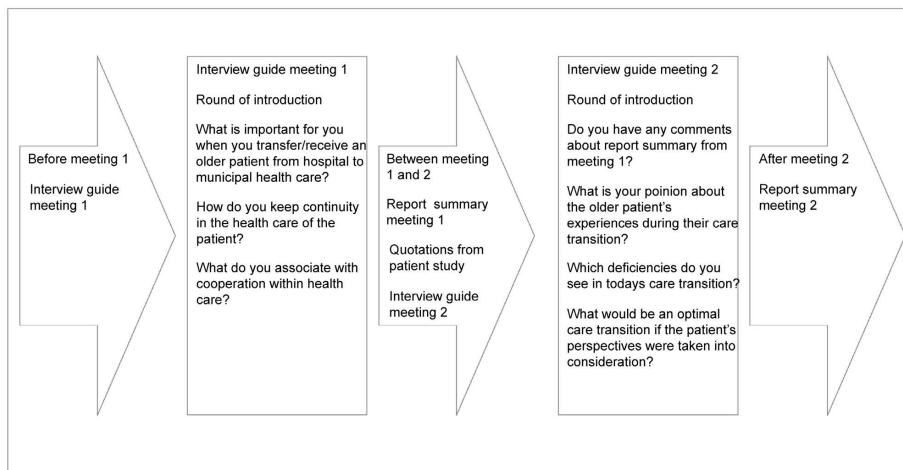 Before meeting 1
Interview guide
meeting 1
Interview guide meeting 1
Round of introduction
What is important for you
when you transfer/receive an
older patient from hospital to
municipal health care?
How do you keep continuity
in the health care of the
patient?
What do you associate with
cooperation within health
care?
Between meeting
1 and 2
Report summary
meeting 1
Quotations from
patient study
Interview guide
meeting 2
Interview guide meeting 2
Round of introduction
Do you have any comments
about report summary from
meeting 1?
What is your poinion about
the older patient's
experiences during their care
transition?
Which deficiencies do you
see in todays care transition?
What would be an optimal
care transition if the patient's
perspectives were taken into
consideration?
After meeting 2
Report summary
meeting 2